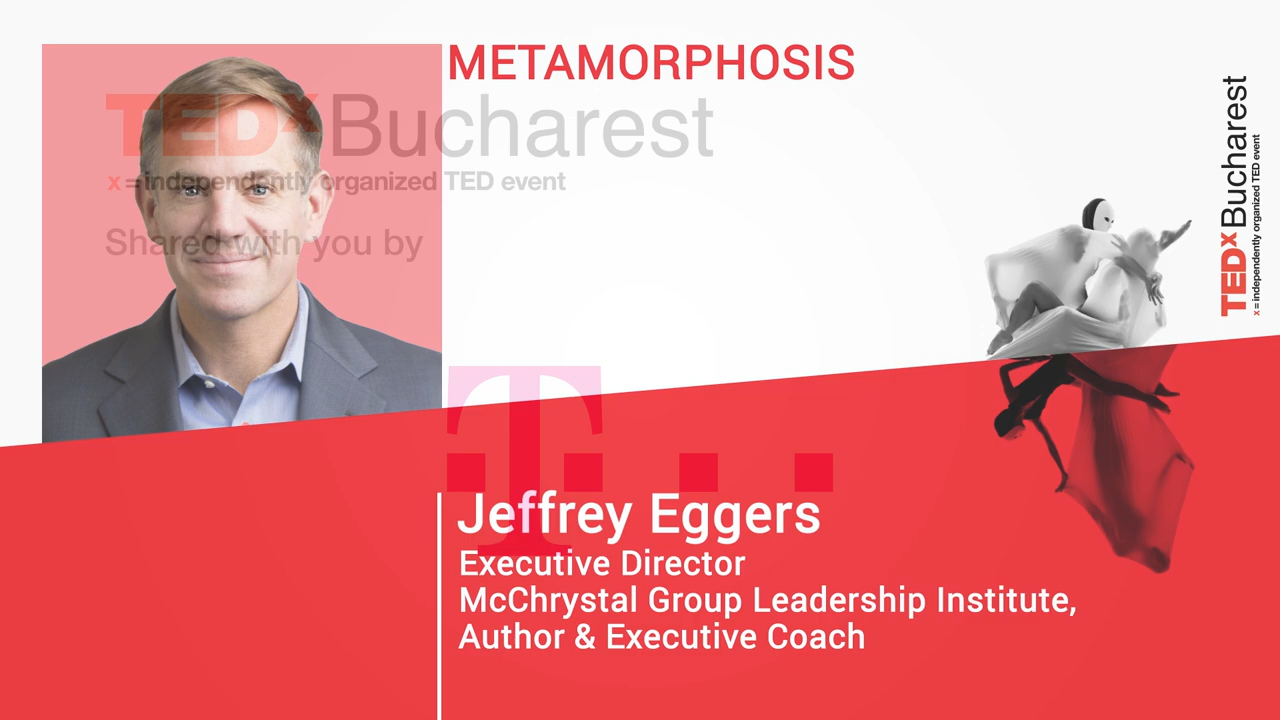 METAMORPHOSIS
TEDxBucharest
x = independently organized TED event
Shared with you by
TEDxBucharest
x = independently organized TED event
T
Jeffrey Eggers
Executive Director
McChrystal Group Leadership Institute,
Author & Executive Coach